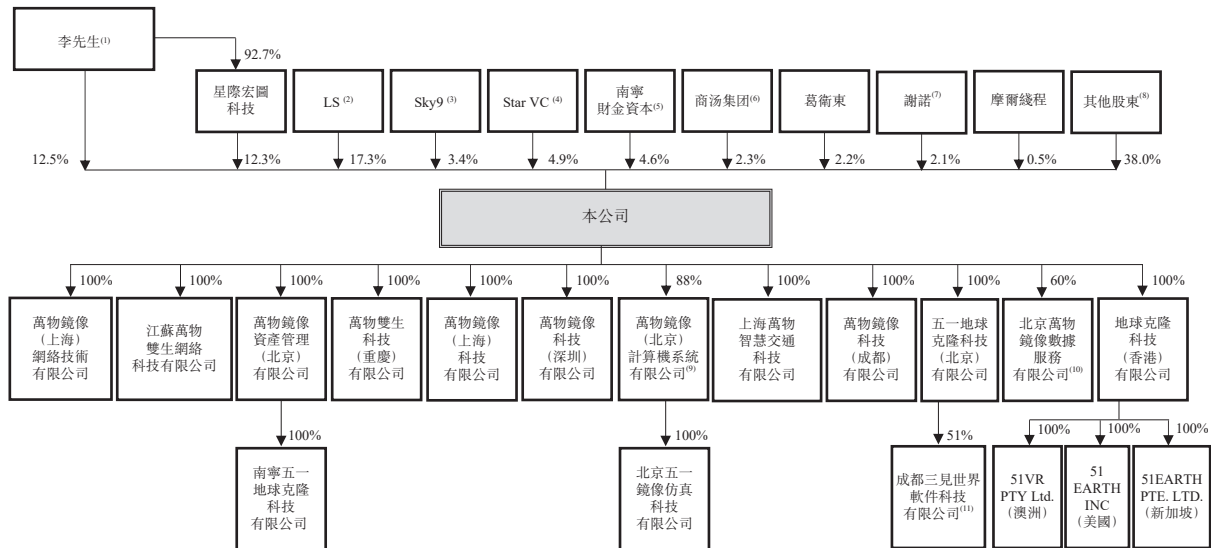 李先生(1)
92.7%
星際宏圖
科技
LS (2)
Sky9 (3)
Star VC (4)
南寧
財金資本(5)
商汤集团(6)
葛衛東
謝諾(7)
摩爾綫程
其他股東(8)
12.5%
12.3%
17.3%
3.4%
4.9%
4.6%
2.3%
2.2%
2.1%
0.5%
38.0%
本公司
100%
100%
100%
100%
100%
100%
88%
100%
100%
100%
60%
100%
萬物鏡像
(上海)
網絡技術
有限公司
江蘇萬物
雙生網絡
科技有限公司
萬物鏡像
資產管理
(北京)
有限公司
萬物雙生
科技
(重慶)
有限公司
萬物鏡像
(上海)
科技
有限公司
萬物鏡像
科技
(深圳)
有限公司
萬物鏡像
(北京)
計算機系統
有限公司(9)
上海萬物
智慧交通
科技
有限公司
萬物鏡像
科技
(成都)
有限公司
五一地球
克隆科技
(北京)
有限公司
北京萬物
鏡像數據
服務
有限公司(10)
地球克隆
科技
(香港)
有限公司
100%
100%
51%
100%
100%
100%
南寧五一
地球克隆
科技
有限公司
北京五一
鏡像仿真
科技
有限公司
成都三見世界
軟件科技
有限公司(11)
51VR
PTY Ltd.
(澳洲)
51
EARTH
INC
(美國)
51EARTH
PTE. LTD.
(新加坡)